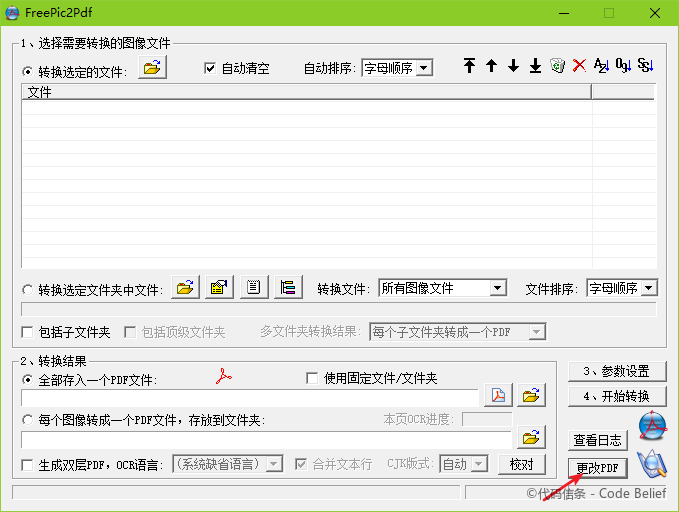 FreePic2Pdf
1、选择需要转换的图像文件
转换选定的文件: 自动清空 自动排序: 字母顺序
文件
转换选定文件夹中文件: 转换文件: 所有图像文件 文件排序: 字母顺序
包括子文件夹 包括顶级文件夹 多文件夹转换结果: 每个子文件夹转成一个PDF
2、转换结果
全部存入一个PDF文件: 使用固定文件/文件夹
3、参数设置
4、开始转换
每个图像转成一个PDF文件,存放到文件夹: 本页OCR进度:
查看日志
生成双层PDF,OCR语言: (系统缺省语言) 合并文本行 CJK版式: 自动 校对
更改PDF
©代码信条 - Code Belief